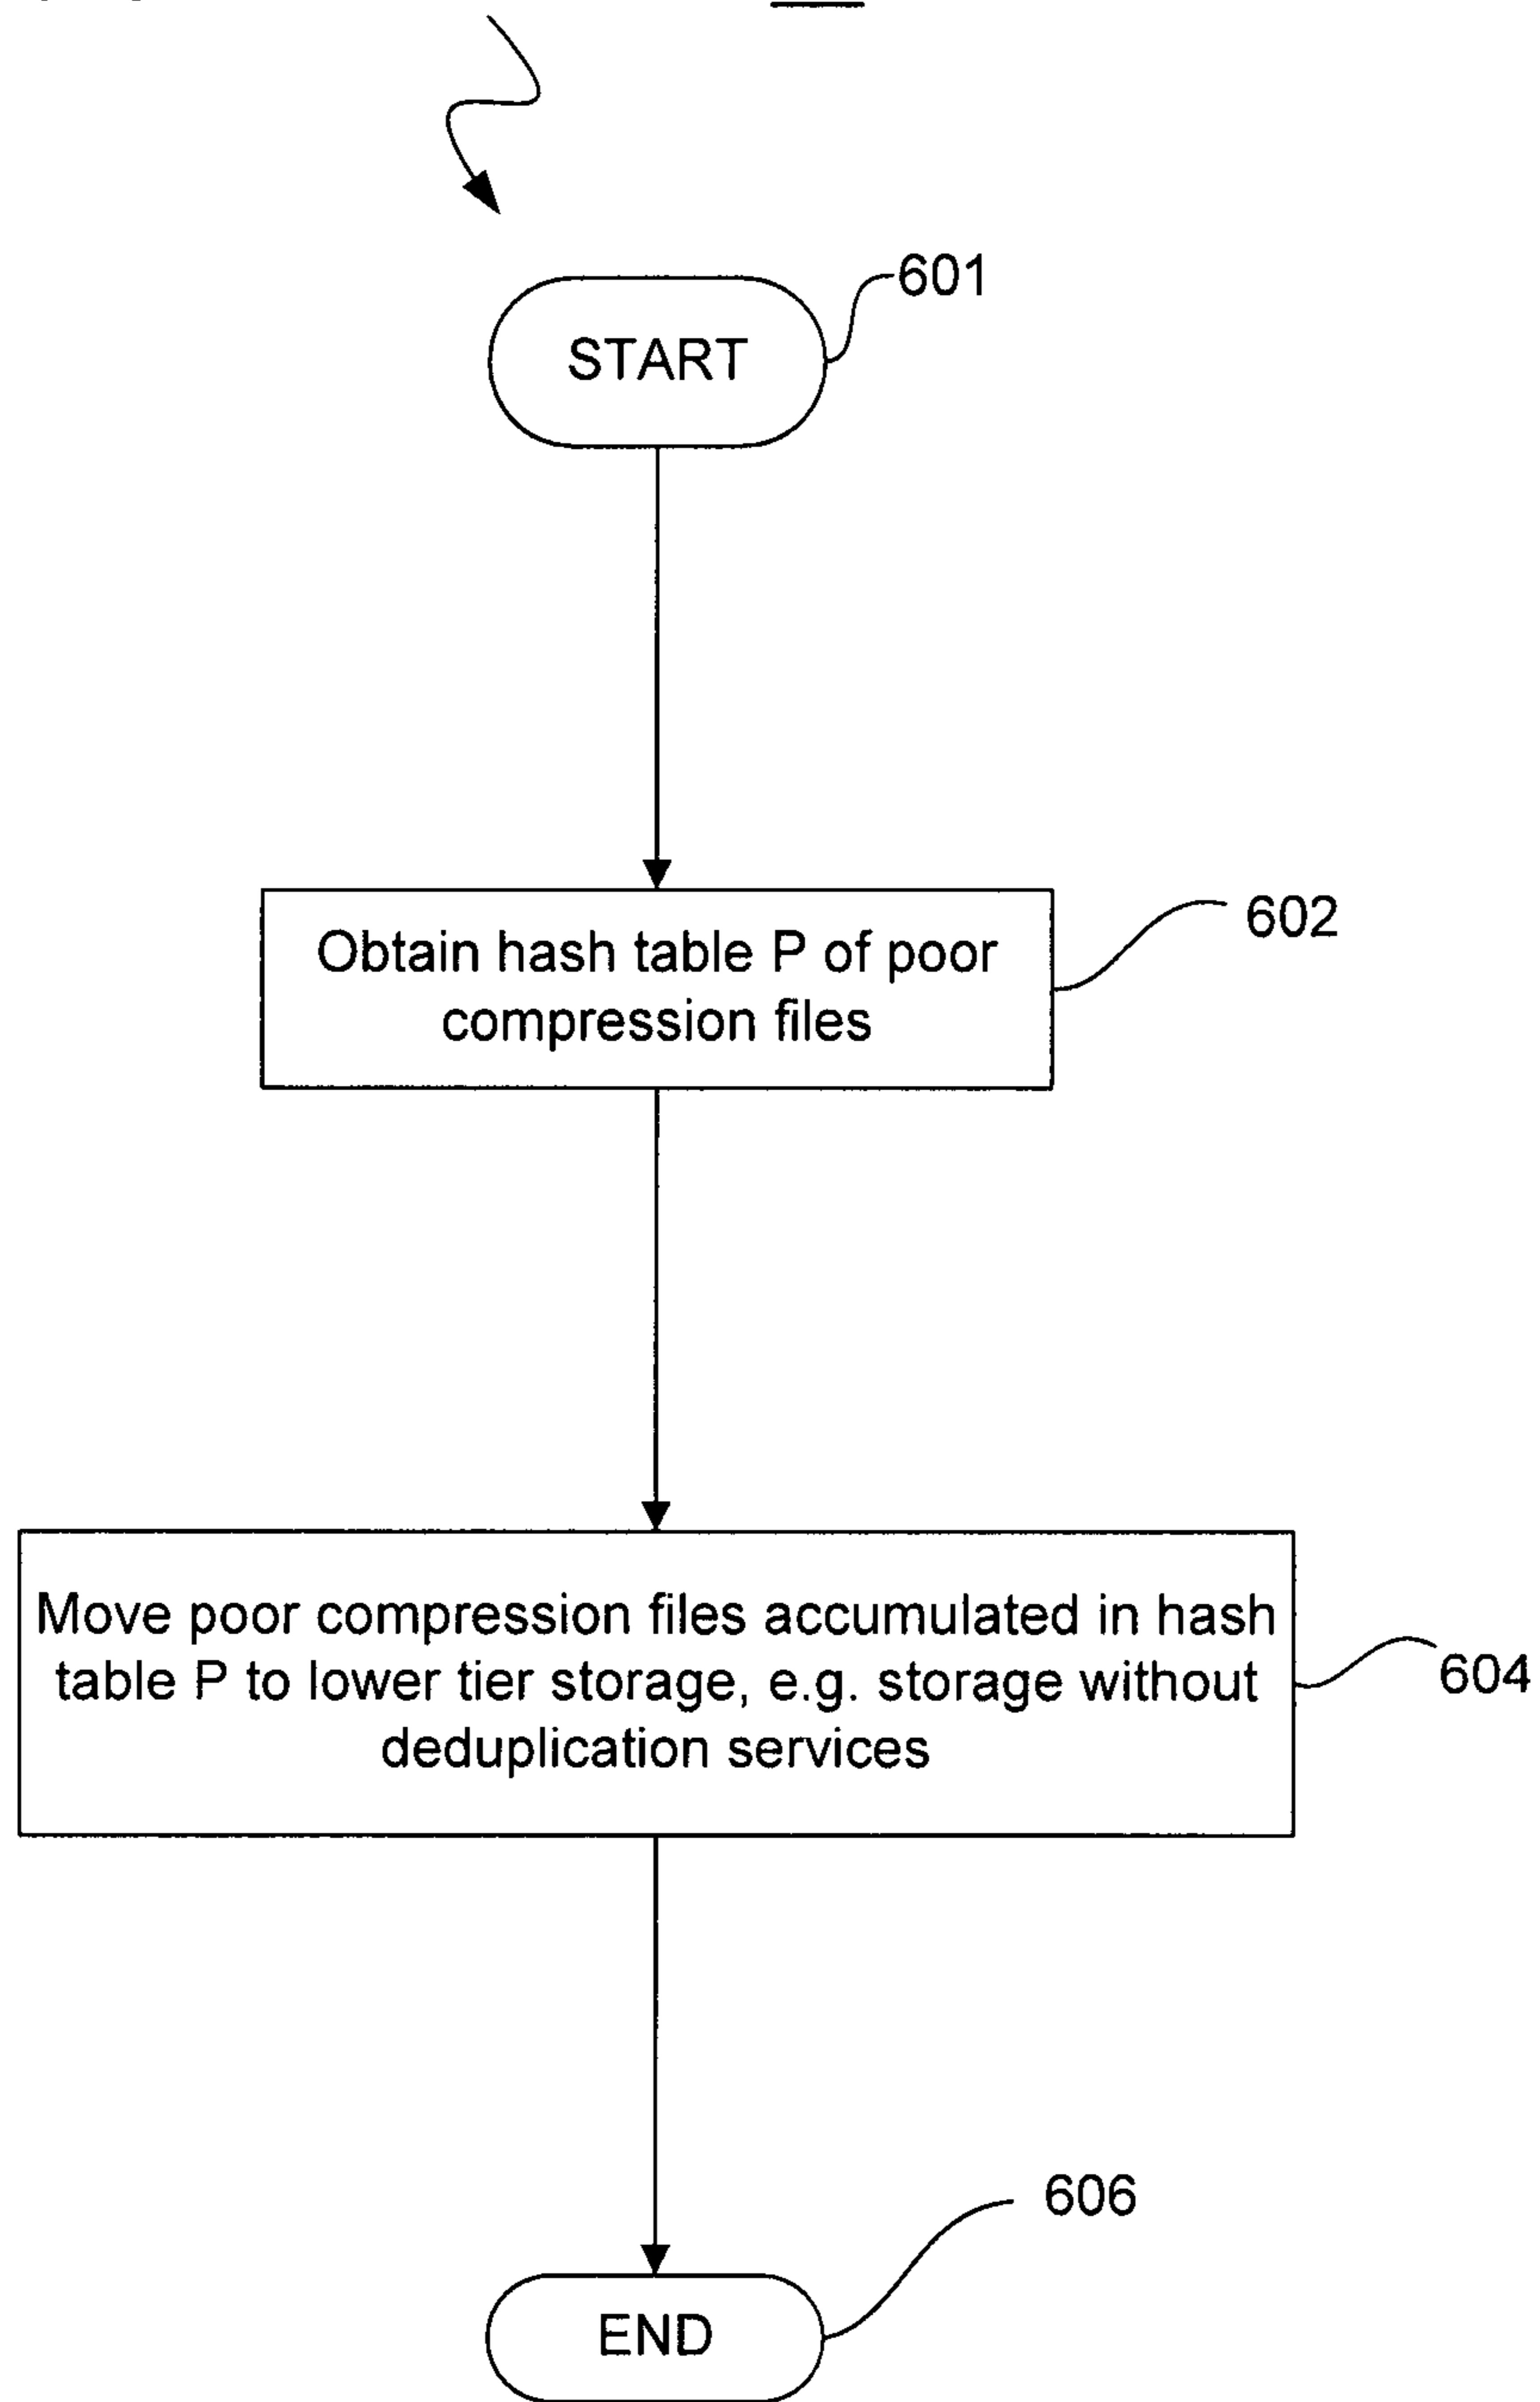 START
601
Obtain hash table P of poor
compression files
602
Move poor compression files accumulated in hash
table P to lower tier storage, e.g. storage without
deduplication services
604
606
END